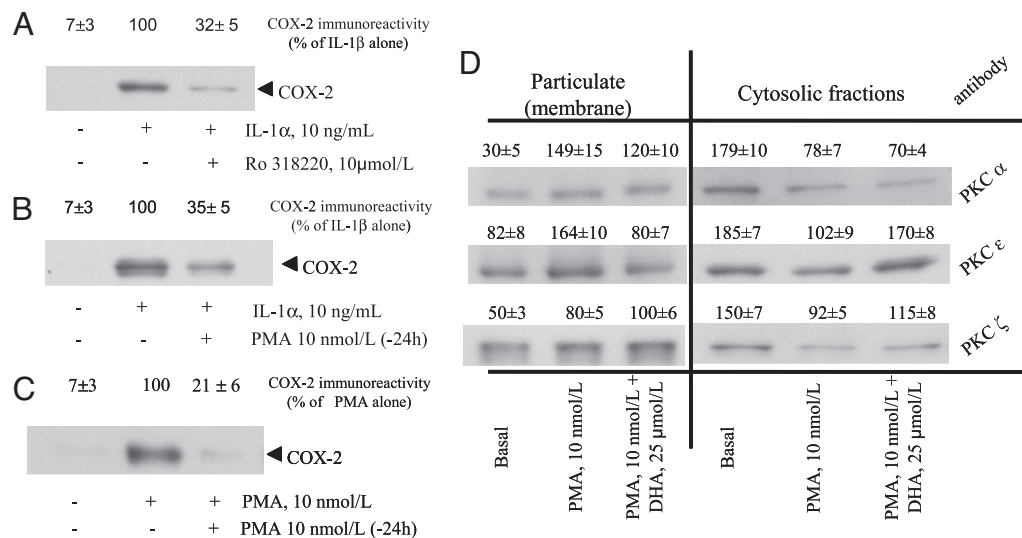 A
7±3 100 32± 5 COX-2 immunoreactivity
(% of IL-1β alone)
COX-2
- + + IL-1α, 10 ng/mL
- - + Ro 318220, 10µmol/L
B
7±3 100 35± 5 COX-2 immunoreactivity
(% of IL-1β alone)
COX-2
- + + IL-1α, 10 ng/mL
- - + PMA 10 nmol/L (-24h)
C
7±3 100 21 ± 6 COX-2 immunoreactivity
(% of PMA alone)
COX-2
- + + PMA, 10 nmol/L
- - + PMA 10 nmol/L (-24h)
D
Particulate
(membrane)
Cytosolic fractions
antibody
30±5 149±15 120±10 179±10 78±7 70±4
PKC α
82±8 164±10 80±7 185±7 102±9 170±8
PKC ε
50±3 80±5 100±6 150±7 92±5 115±8
PKC ζ
Basal
PMA, 10 nmol/L
PMA, 10 nmol/L +
DHA, 25 µmol/L
Basal
PMA, 10 nmol/L
PMA, 10 nmol/L +
DHA, 25 µmol/L